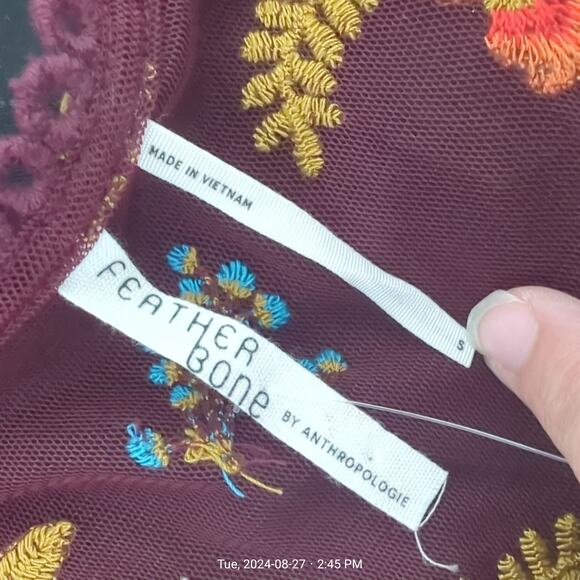 MADE IN VIETNAM
S
FEATHER
BONE
BY ANTHROPOLOGIE
Tue, 2024-08-27 · 2:45 PM